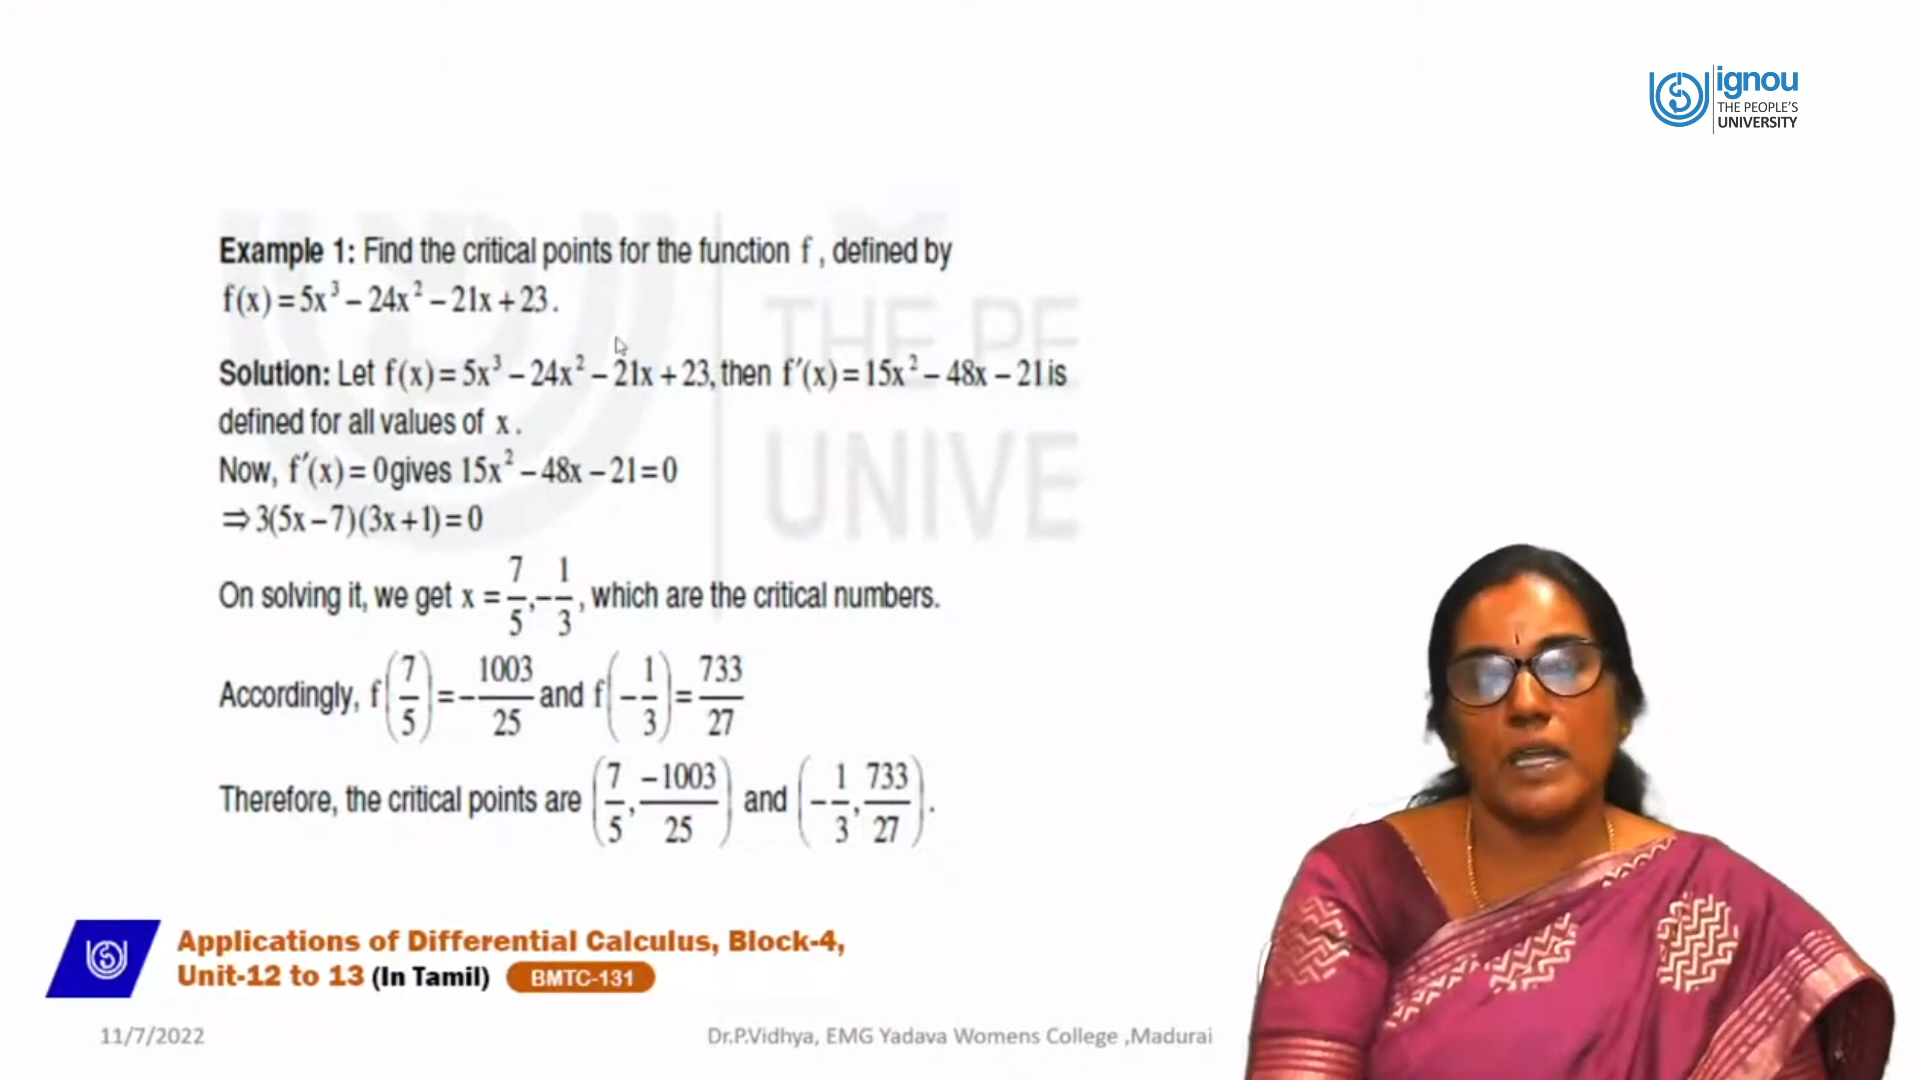 ignou
THE PEOPLE'S
UNIVERSITY
Example 1: Find the critical points for the function f , defined by
f(x) = 5x³ – 24x² – 21x + 23.
Solution: Let f(x) = 5x³ – 24x² – 21x + 23, then f′(x) = 15x² – 48x – 21 is
defined for all values of x .
Now, f′(x) = 0 gives 15x² – 48x – 21 = 0
⇒ 3(5x – 7)(3x + 1) = 0
On solving it, we get x = 7/5, –1/3, which are the critical numbers.
Accordingly, f(7/5) = –1003/25 and f(–1/3) = 733/27
Therefore, the critical points are (7/5, –1003/25) and (–1/3, 733/27).
THE PE
UNIVE
Applications of Differential Calculus, Block-4,
Unit-12 to 13 (In Tamil) BMTC-131
11/7/2022 Dr.P.Vidhya, EMG Yadava Womens College ,Madurai